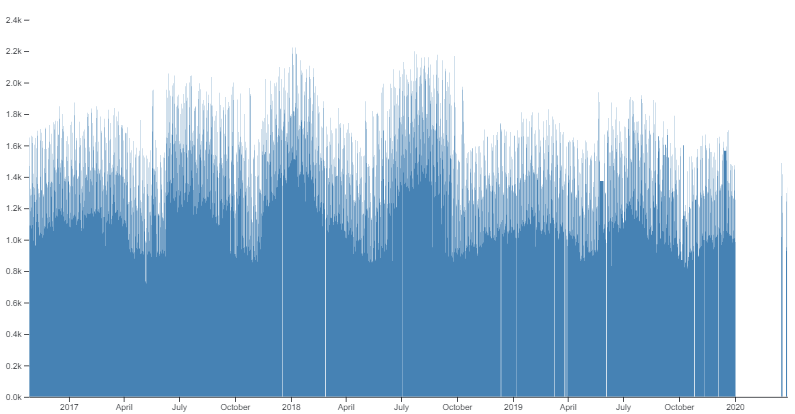 2.4k
2.2k
2.0k
1.8k
1.6k
1.4k
1.2k
1.0k
0.8k
0.6k
0.4k
0.2k
0.0k
2017 April July October 2018 April July October 2019 April July October 2020